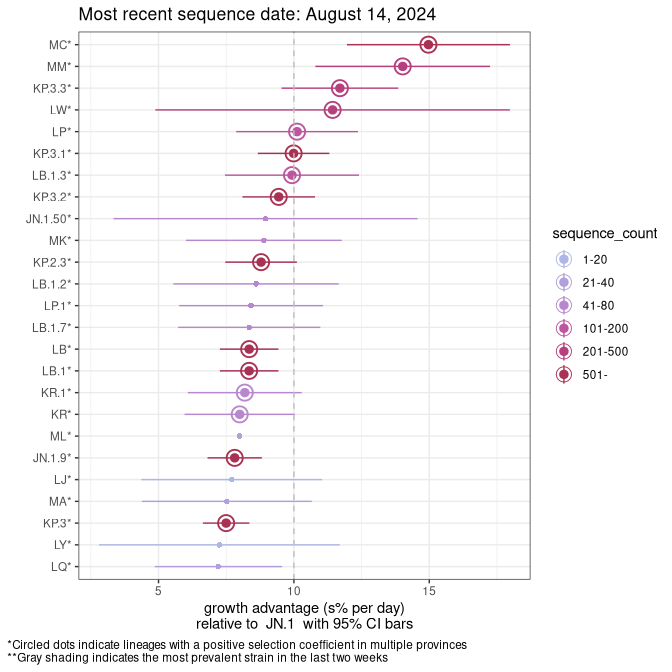 Most recent sequence date: August 14, 2024
MC*
MM*
KP.3.3*
LW*
LP*
KP.3.1*
LB.1.3*
KP.3.2*
JN.1.50*
MK*
KP.2.3*
LB.1.2*
LP.1*
LB.1.7*
LB*
LB.1*
KR.1*
KR*
ML*
JN.1.9*
LJ*
MA*
KP.3*
LY*
LQ*
5 10 15
growth advantage (s% per day)
relative to JN.1 with 95% CI bars
sequence_count
1-20
21-40
41-80
101-200
201-500
501-
*Circled dots indicate lineages with a positive selection coefficient in multiple provinces
**Gray shading indicates the most prevalent strain in the last two weeks